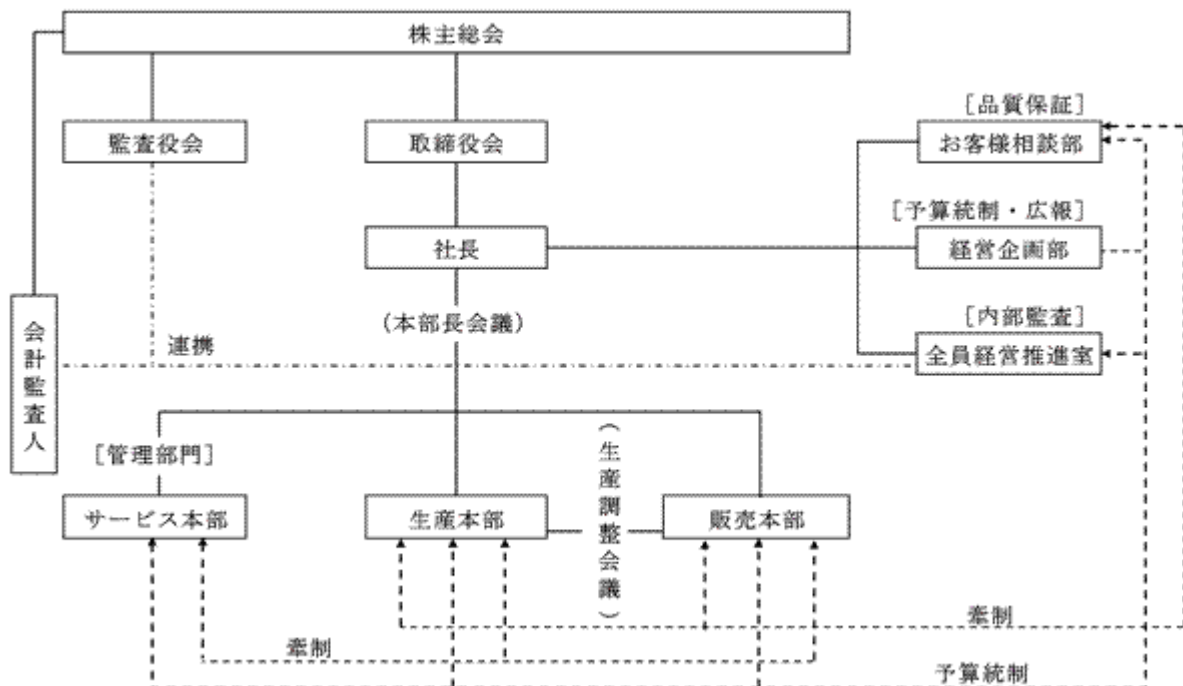 株主総会
[品質保証]
監査役会
取締役会
お客様相談部
[予算統制・広報]
社長
経営企画部
会計監査人
(本部長会議)
[内部監査]
連携
全員経営推進室
[管理部門]
(生産調整会議)
サービス本部
生産本部
販売本部
牽制
牽制
予算統制